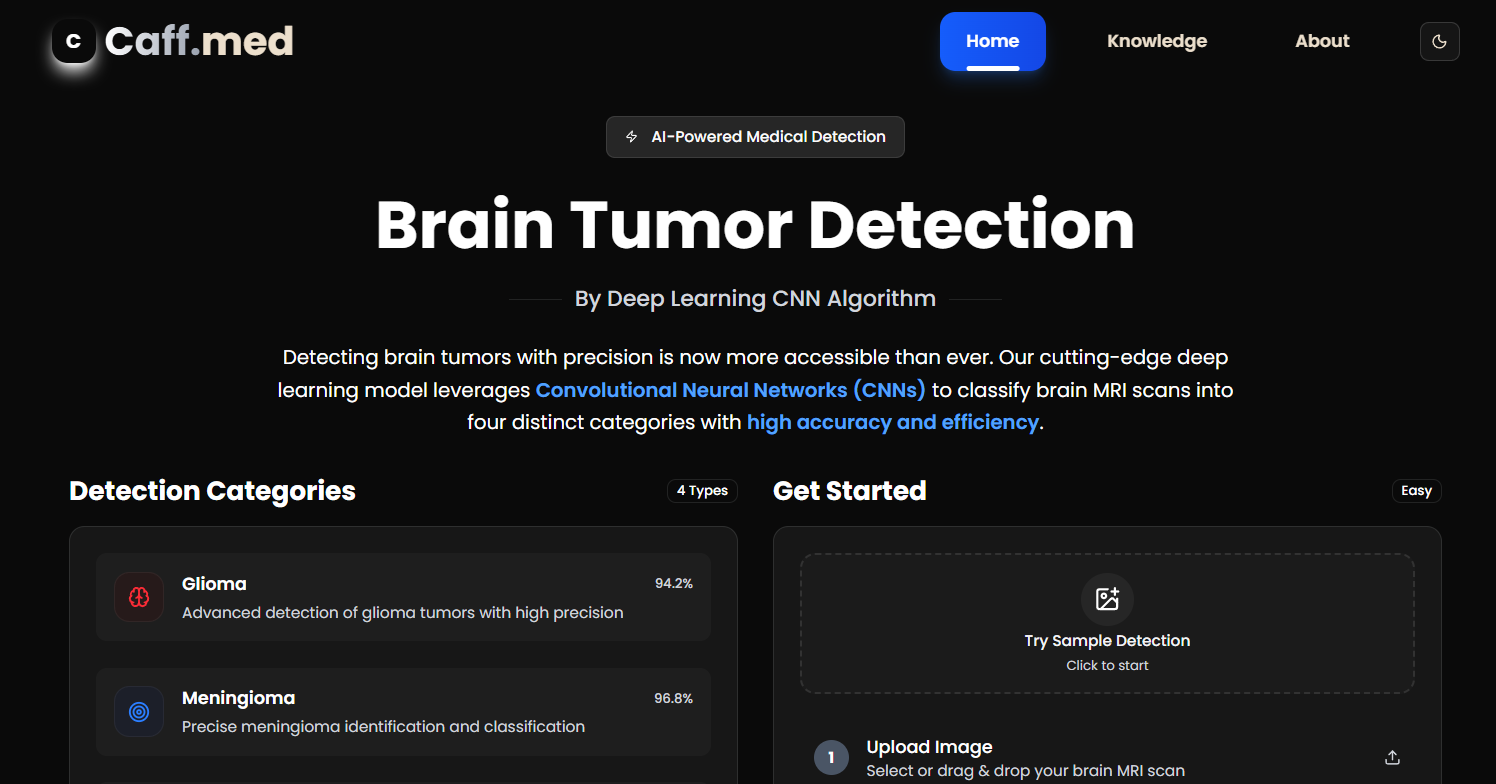 C Caff.med
Home Knowledge About
AI-Powered Medical Detection
Brain Tumor Detection
By Deep Learning CNN Algorithm
Detecting brain tumors with precision is now more accessible than ever. Our cutting-edge deep
learning model leverages Convolutional Neural Networks (CNNs) to classify brain MRI scans into
four distinct categories with high accuracy and efficiency.
Detection Categories
4 Types
Glioma
94.2%
Advanced detection of glioma tumors with high precision
Meningioma
96.8%
Precise meningioma identification and classification
Get Started
Easy
Try Sample Detection
Click to start
1
Upload Image
Select or drag & drop your brain MRI scan